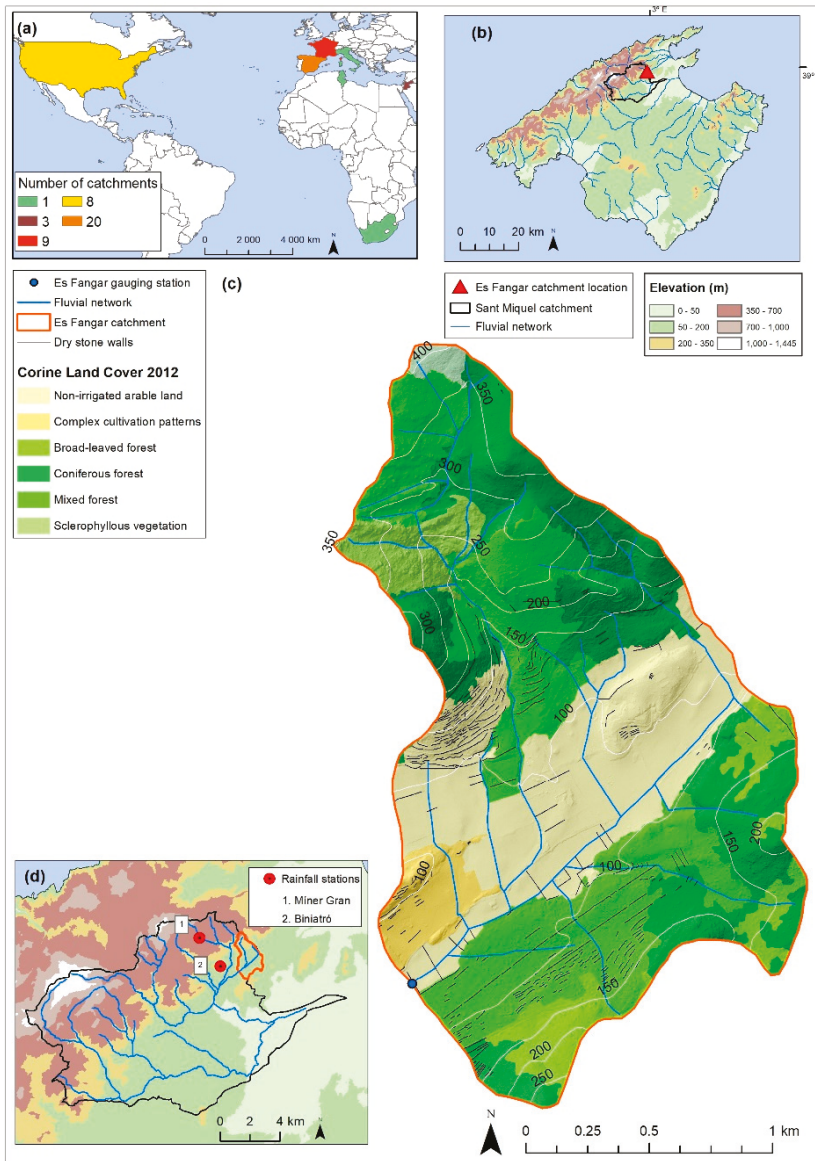 (a)
Number of catchments
1
8
3
20
9
0
2 000
4 000 km
N
(b)
3º E
39º
0
10
20 km
N
Es Fangar gauging station
Fluvial network
Es Fangar catchment
Dry stone walls
Corine Land Cover 2012
Non-irrigated arable land
Complex cultivation patterns
Broad-leaved forest
Coniferous forest
Mixed forest
Sclerophyllous vegetation
(c)
Es Fangar catchment location
Sant Miquel catchment
Fluvial network
Elevation (m)
0 - 50
350 - 700
50 - 200
700 - 1,000
200 - 350
1,000 - 1,445
400
350
300
350
250
200
300
150
100
150
200
100
100
150
200
250
(d)
Rainfall stations
1. Míner Gran
2. Biniatró
1
2
0
2
4 km
N
N
0
0.25
0.5
1 km